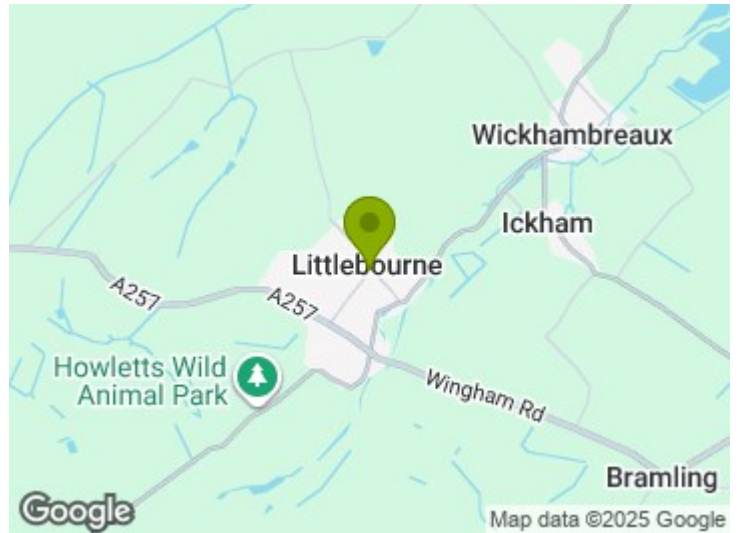 Wickhambreaux
Ickham
Littlebourne
A257
A257
Howletts Wild
Animal Park
Wingham Rd
Bramling
Google
Map data ©2025 Google